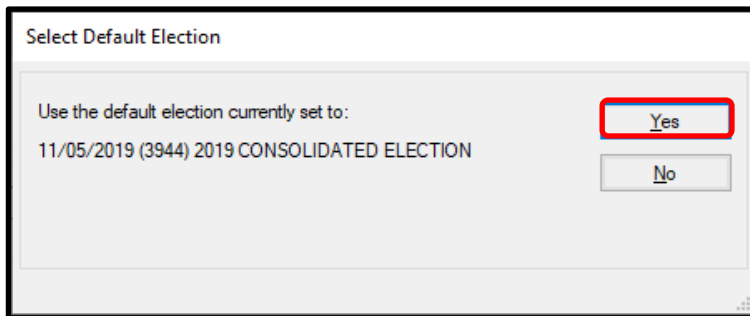 Select Default Election
Use the default election currently set to:
11/05/2019 (3944) 2019 CONSOLIDATED ELECTION
Yes
No